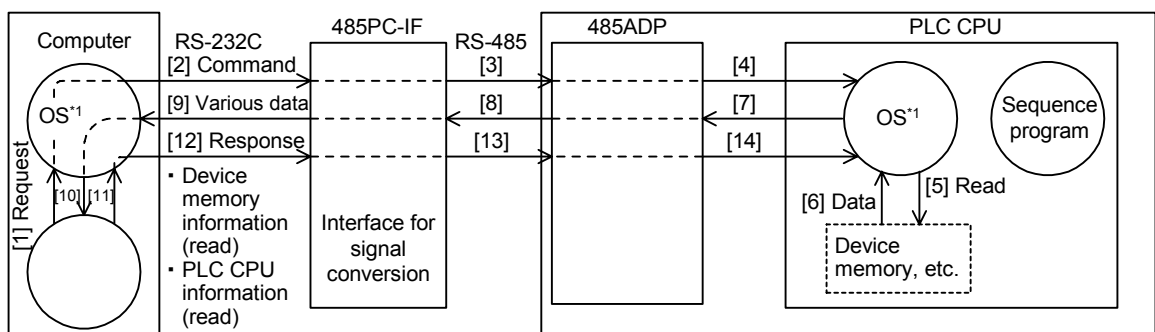 Computer
RS-232C
485PC-IF
RS-485
485ADP
PLC CPU
[2] Command
[3]
[4]
OS*1
[9] Various data
[8]
[7]
OS*1
Sequence
program
[12] Response
[13]
[14]
[1] Request
[10]
[11]
・ Device
memory
information
(read)
・ PLC CPU
information
(read)
Interface for
signal
conversion
[5] Read
[6] Data
Device
memory, etc.